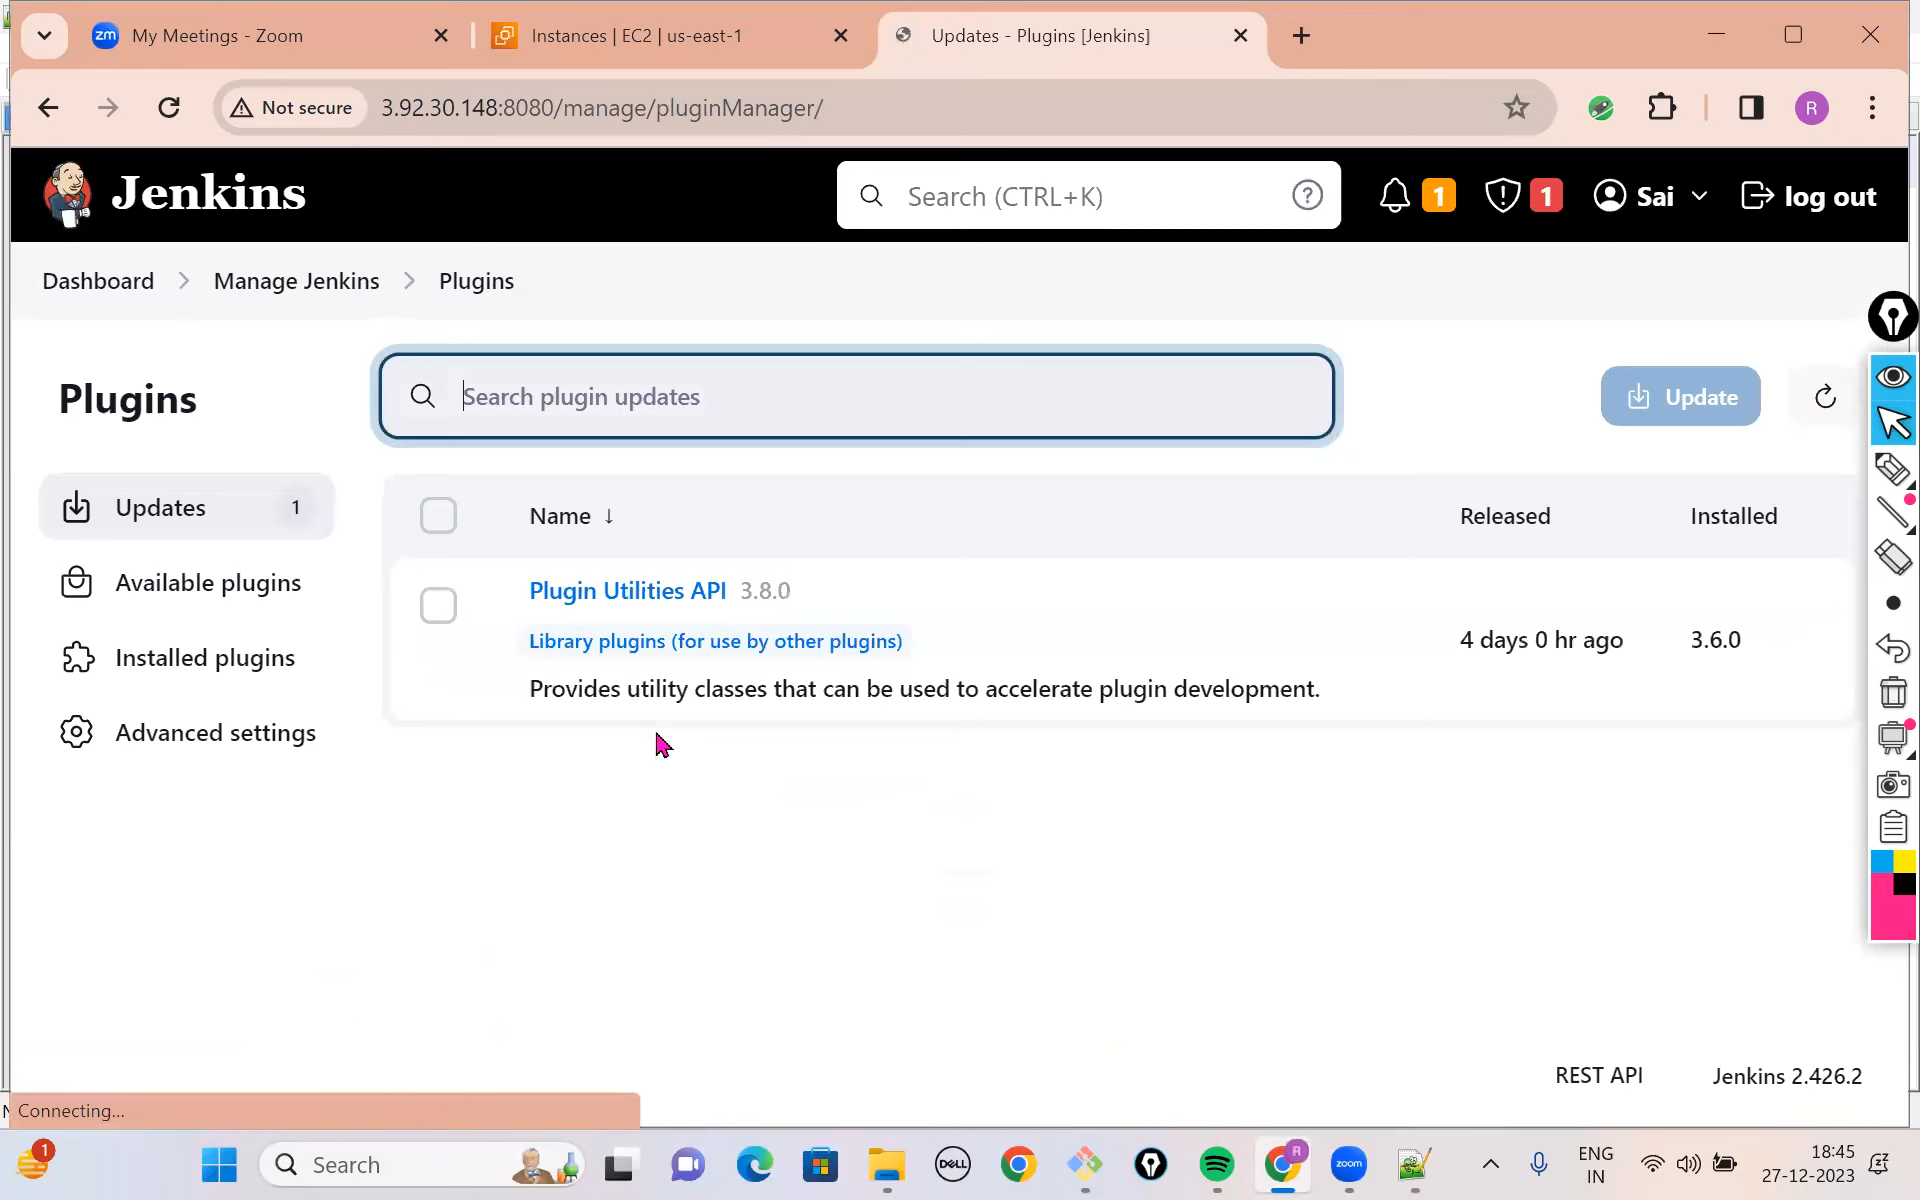 My Meetings - Zoom
Instances | EC2 | us-east-1
Updates - Plugins [Jenkins]
Not secure
3.92.30.148:8080/manage/pluginManager/
R
Jenkins
Search (CTRL+K)
1
1
Sai
log out
Dashboard
Manage Jenkins
Plugins
Plugins
Search plugin updates
Update
Updates
1
Available plugins
Installed plugins
Advanced settings
Name ↓
Released
Installed
Plugin Utilities API 3.8.0
Library plugins (for use by other plugins)
Provides utility classes that can be used to accelerate plugin development.
4 days 0 hr ago
3.6.0
REST API
Jenkins 2.426.2
Connecting...
1
Search
DELL
R
zoom
ENG
IN
18:45
27-12-2023